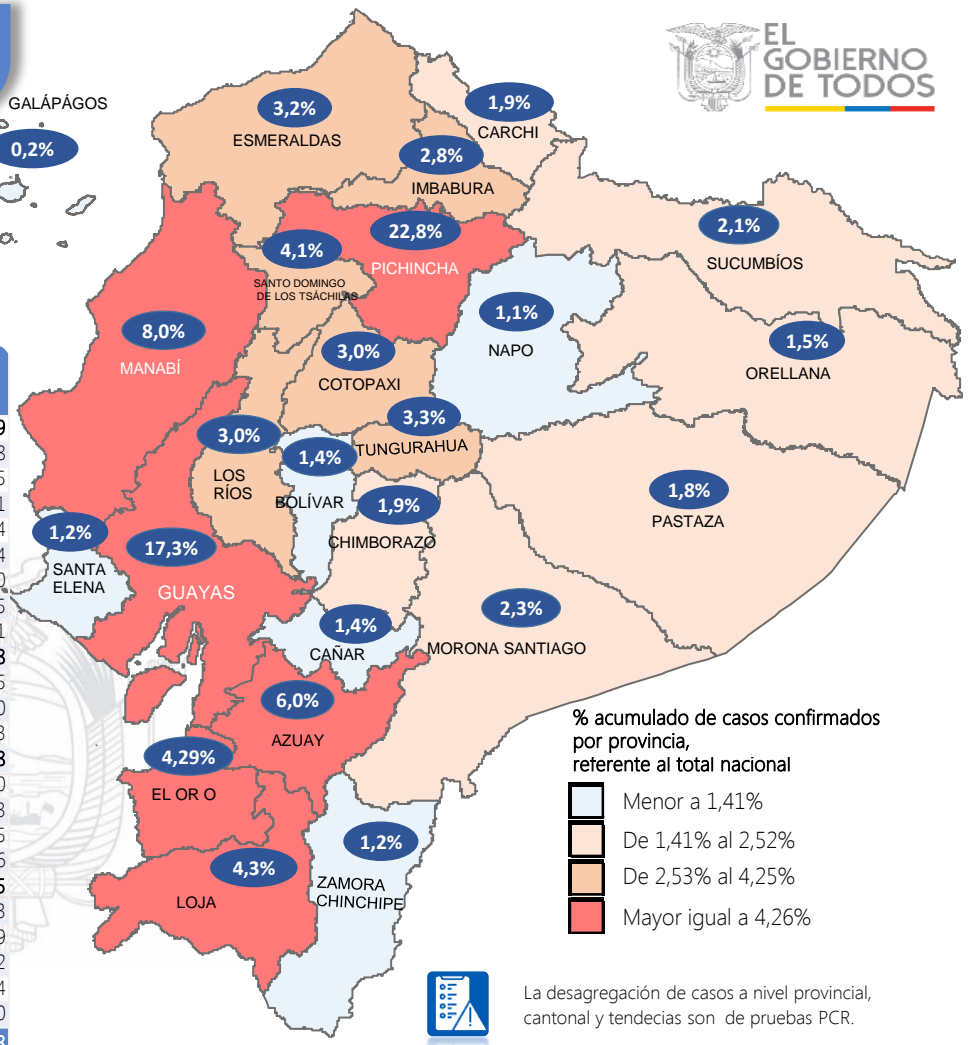 EL
GOBIERNO
DE TODOS
GALÁPÁGOS
0,2%
3,2%
ESMERALDAS
1,9%
CARCHI
2,8%
IMBABURA
22,8%
PICHINCHA
4,1%
SANTO DOMINGO
DE LOS TSÁCHILAS
2,1%
SUCUMBÍOS
8,0%
MANABÍ
1,1%
NAPO
3,0%
COTOPAXI
1,5%
ORELLANA
3,3%
TUNGURAHUA
3,0%
LOS
RÍOS
1,4%
BOLÍVAR
1,9%
CHIMBORAZO
1,8%
PASTAZA
1,2%
SANTA
ELENA
17,3%
GUAYAS
1,4%
CAÑAR
2,3%
MORONA SANTIAGO
6,0%
AZUAY
4,29%
EL OR O
4,3%
LOJA
1,2%
ZAMORA
CHINCHIPE
% acumulado de casos confirmados
por provincia,
referente al total nacional
Menor a 1,41%
De 1,41% al 2,52%
De 2,53% al 4,25%
Mayor igual a 4,26%
La desagregación de casos a nivel provincial,
cantonal y tendecias son de pruebas PCR.